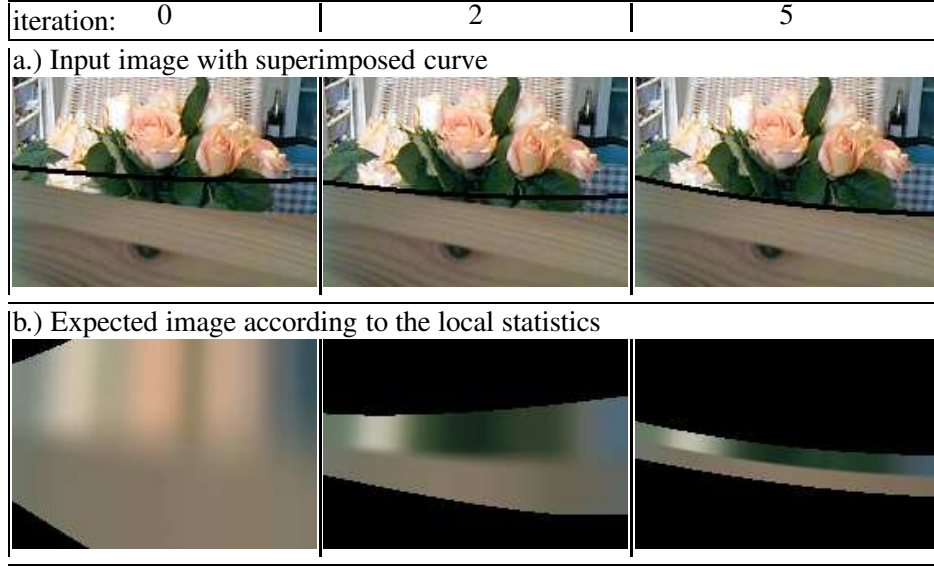 iteration: 0 2 5
a.) Input image with superimposed curve
b.) Expected image according to the local statistics